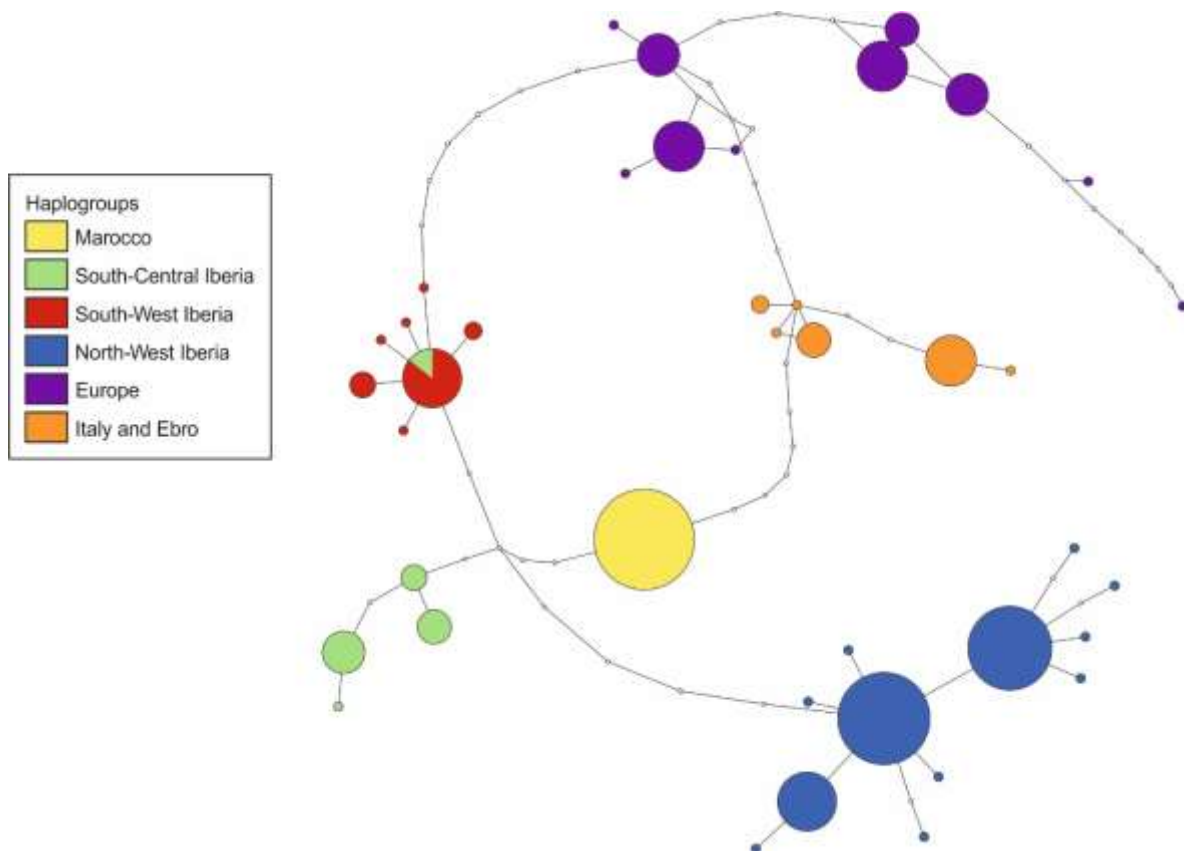 Haplogroups
Marocco
South-Central Iberia
South-West Iberia
North-West Iberia
Europe
Italy and Ebro